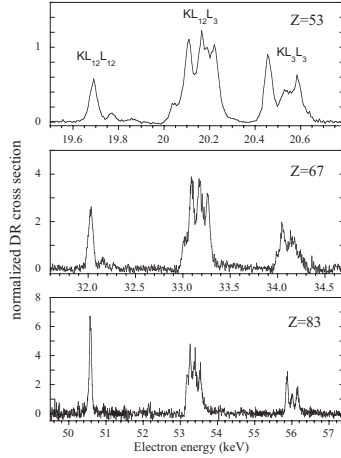 KL₁₂L₃
KL₁₂L₁₂
KL₃L₃
Z=53
1
0
19.6 19.8 20 20.2 20.4 20.6
normalized DR cross section
Z=67
4
2
0
32.0 32.5 33.0 33.5 34.0 34.5
Z=83
8
6
4
2
0
50 51 52 53 54 55 56 57
Electron energy (keV)